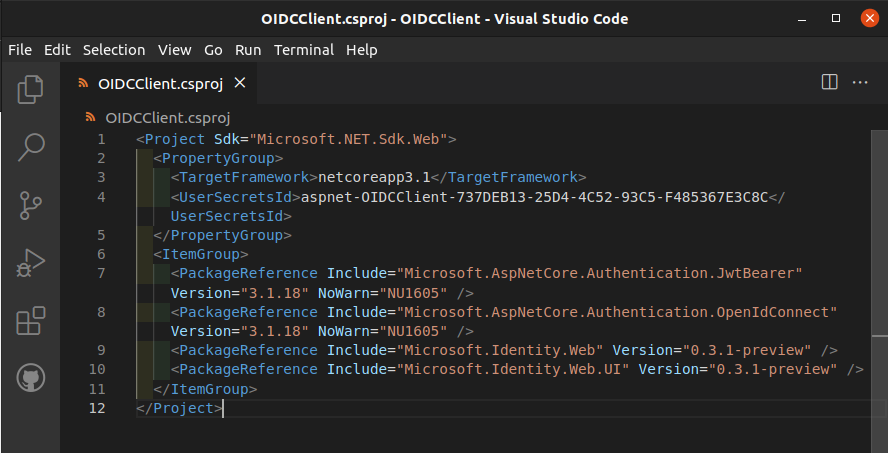 OIDCClient.csproj - OIDCClient - Visual Studio Code
File Edit Selection View Go Run Terminal Help
OIDCClient.csproj
OIDCClient.csproj
1 <Project Sdk="Microsoft.NET.Sdk.Web">
2 <PropertyGroup>
3 <TargetFramework>netcoreapp3.1</TargetFramework>
4 <UserSecretsId>aspnet-OIDCClient-737DEB13-25D4-4C52-93C5-F485367E3C8C</
UserSecretsId>
5 </PropertyGroup>
6 <ItemGroup>
7 <PackageReference Include="Microsoft.AspNetCore.Authentication.JwtBearer"
Version="3.1.18" NoWarn="NU1605" />
8 <PackageReference Include="Microsoft.AspNetCore.Authentication.OpenIdConnect"
Version="3.1.18" NoWarn="NU1605" />
9 <PackageReference Include="Microsoft.Identity.Web" Version="0.3.1-preview" />
10 <PackageReference Include="Microsoft.Identity.Web.UI" Version="0.3.1-preview" />
11 </ItemGroup>
12 </Project>